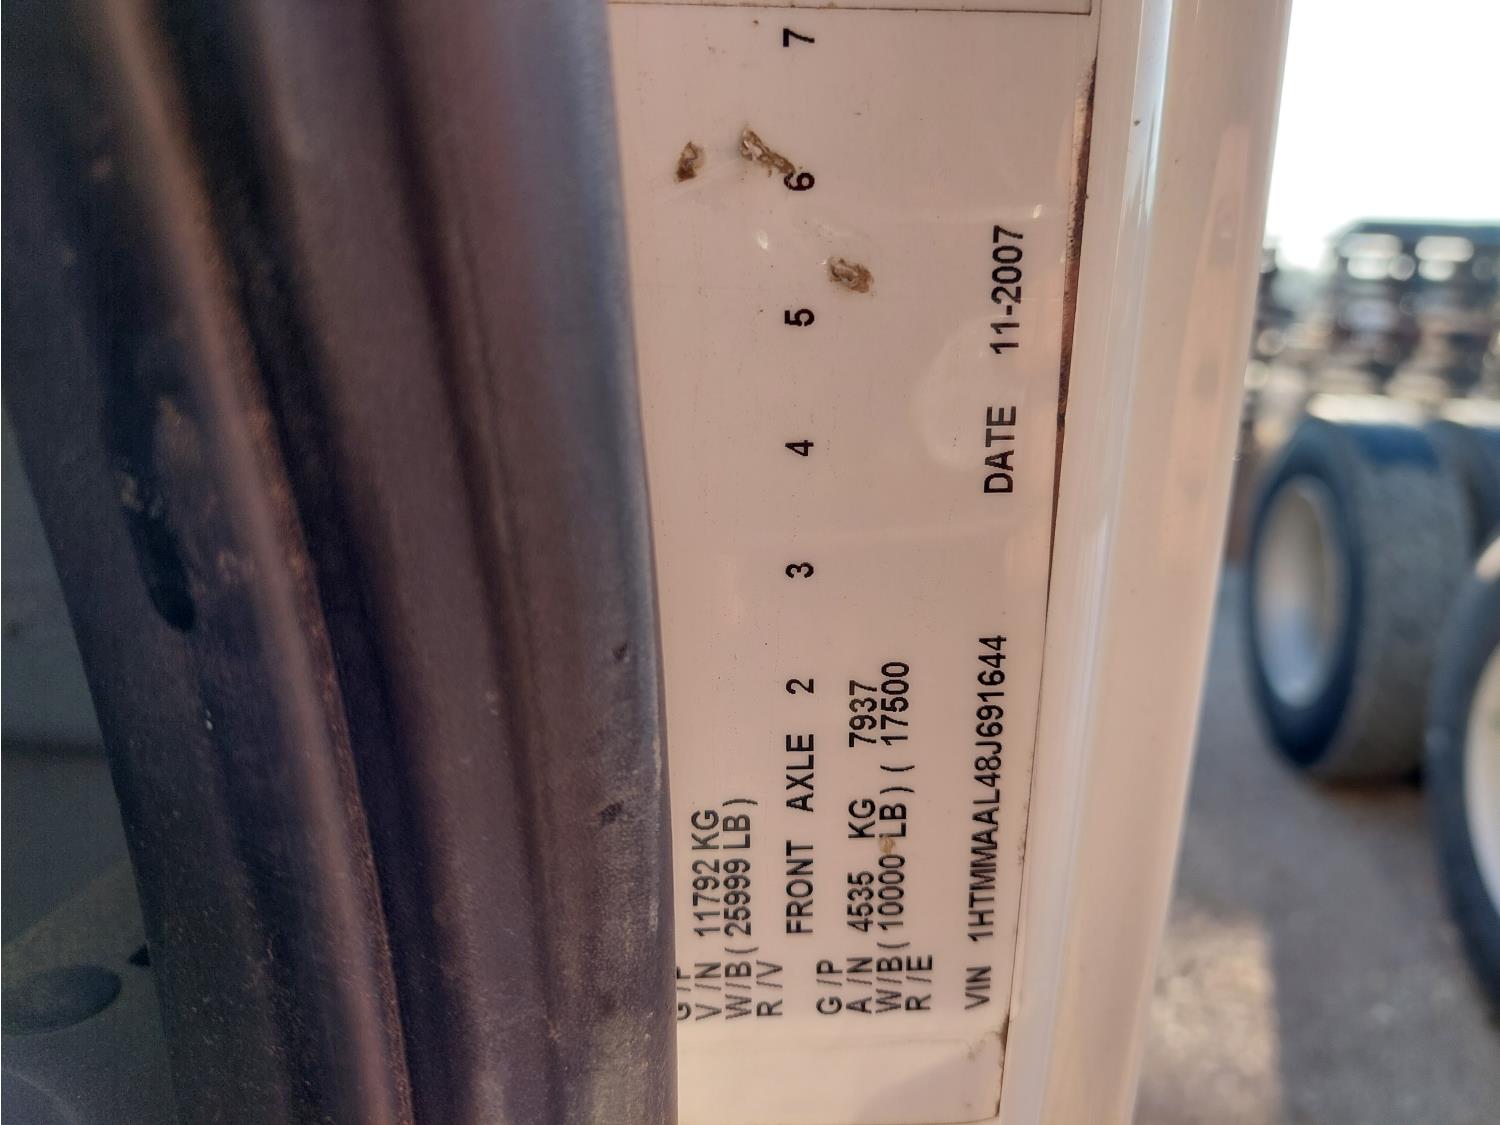 G/P
V/N 11792 KG
W/B ( 25999 LB )
R/V
FRONT AXLE 2 3 4 5 6 7
G/P
A/N 4535 KG 7937
W/B ( 10000 LB ) ( 17500
R/E
VIN 1HTMMAAL48J691644 DATE 11-2007